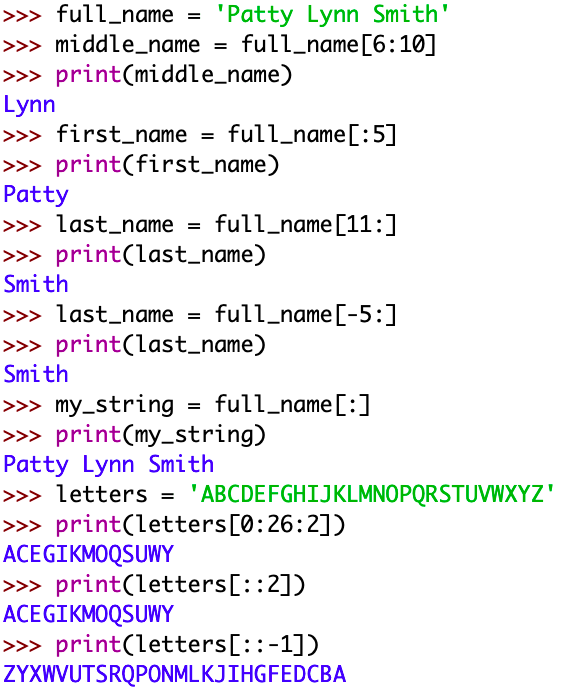 >>> full_name = 'Patty Lynn Smith'
>>> middle_name = full_name[6:10]
>>> print(middle_name)
Lynn
>>> first_name = full_name[:5]
>>> print(first_name)
Patty
>>> last_name = full_name[11:]
>>> print(last_name)
Smith
>>> last_name = full_name[-5:]
>>> print(last_name)
Smith
>>> my_string = full_name[:]
>>> print(my_string)
Patty Lynn Smith
>>> letters = 'ABCDEFGHIJKLMNOPQRSTUVWXYZ'
>>> print(letters[0:26:2])
ACEGIKMOQSUWY
>>> print(letters[::2])
ACEGIKMOQSUWY
>>> print(letters[::-1])
ZYXWVUTSRQPONMLKJIHGFEDCBA